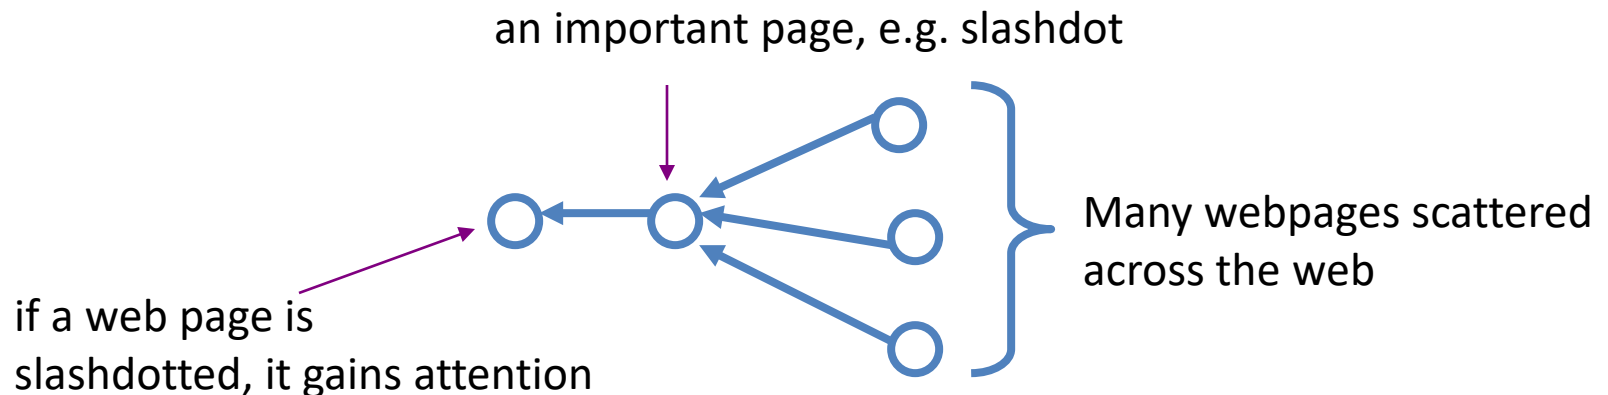 an important page, e.g. slashdot
Many webpages scattered
across the web
if a web page is
slashdotted, it gains attention